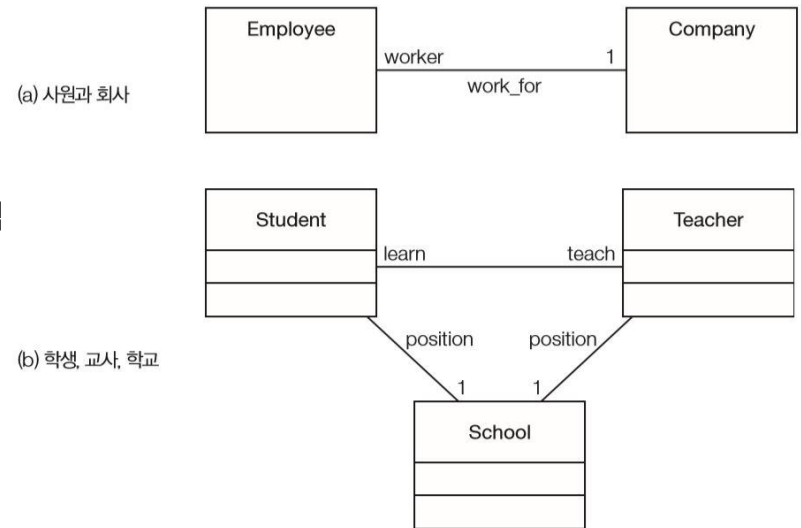 Employee
Company
worker
1
work_for
(a) 사원과 회사
Student
Teacher
learn
teach
position
position
(b) 학생, 교사, 학교
1
1
School